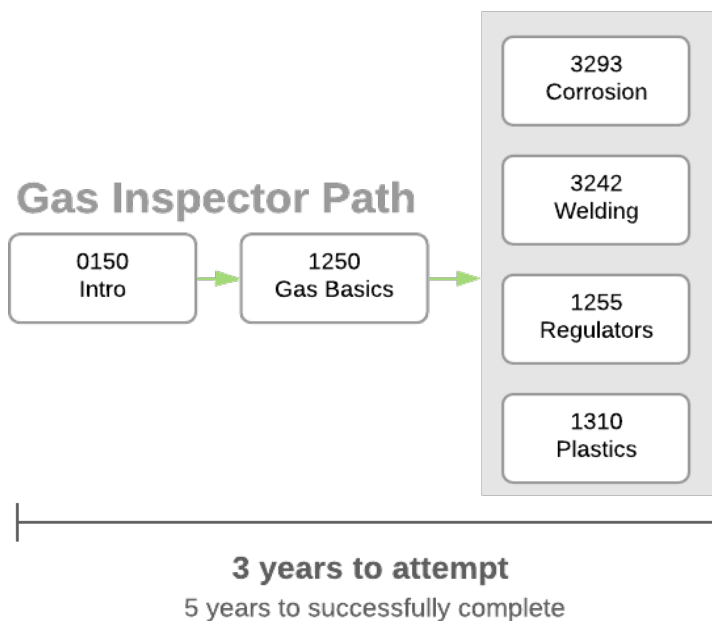 Gas Inspector Path
0150
Intro
1250
Gas Basics
3293
Corrosion
3242
Welding
1255
Regulators
1310
Plastics
3 years to attempt
5 years to successfully complete